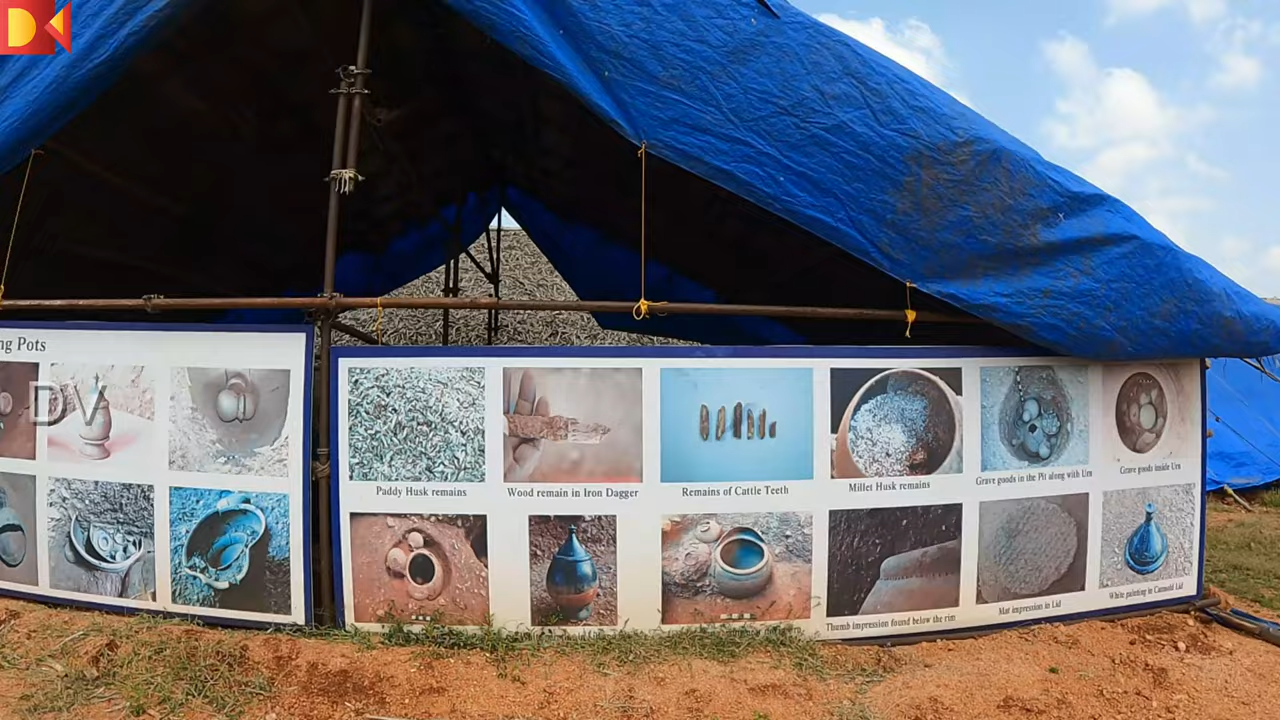 ng Pots
DV
Paddy Husk remains
Wood remain in Iron Dagger
Remains of Cattle Teeth
Millet Husk remains
Grave goods in the Pit along with Urn
Grave goods inside Urn
Thumb impression found below the rim
Mat impression in Lid
White painting in Cannoid Lid